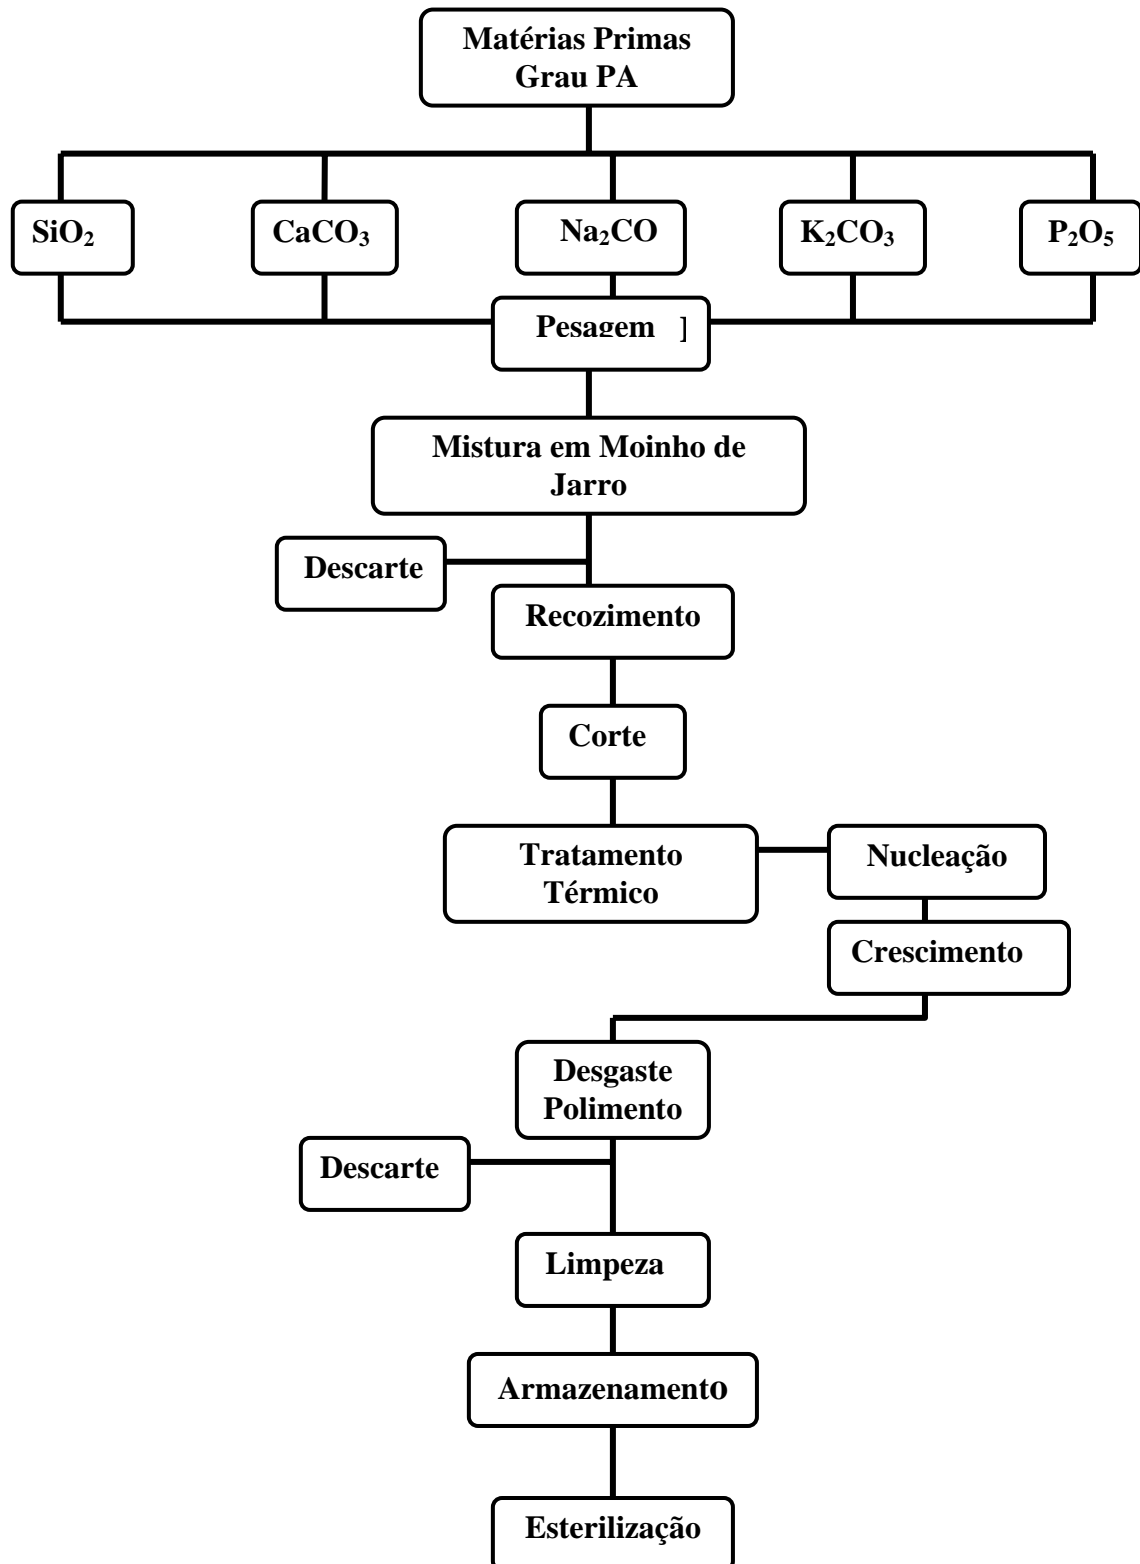 Matérias Primas
Grau PA
SiO₂
CaCO₃
Na₂CO
K₂CO₃
P₂O₅
Pesagem ]
Mistura em Moinho de
Jarro
Descarte
Recozimento
Corte
Tratamento
Térmico
Nucleação
Crescimento
Desgaste
Polimento
Descarte
Limpeza
Armazenamento
Esterilização